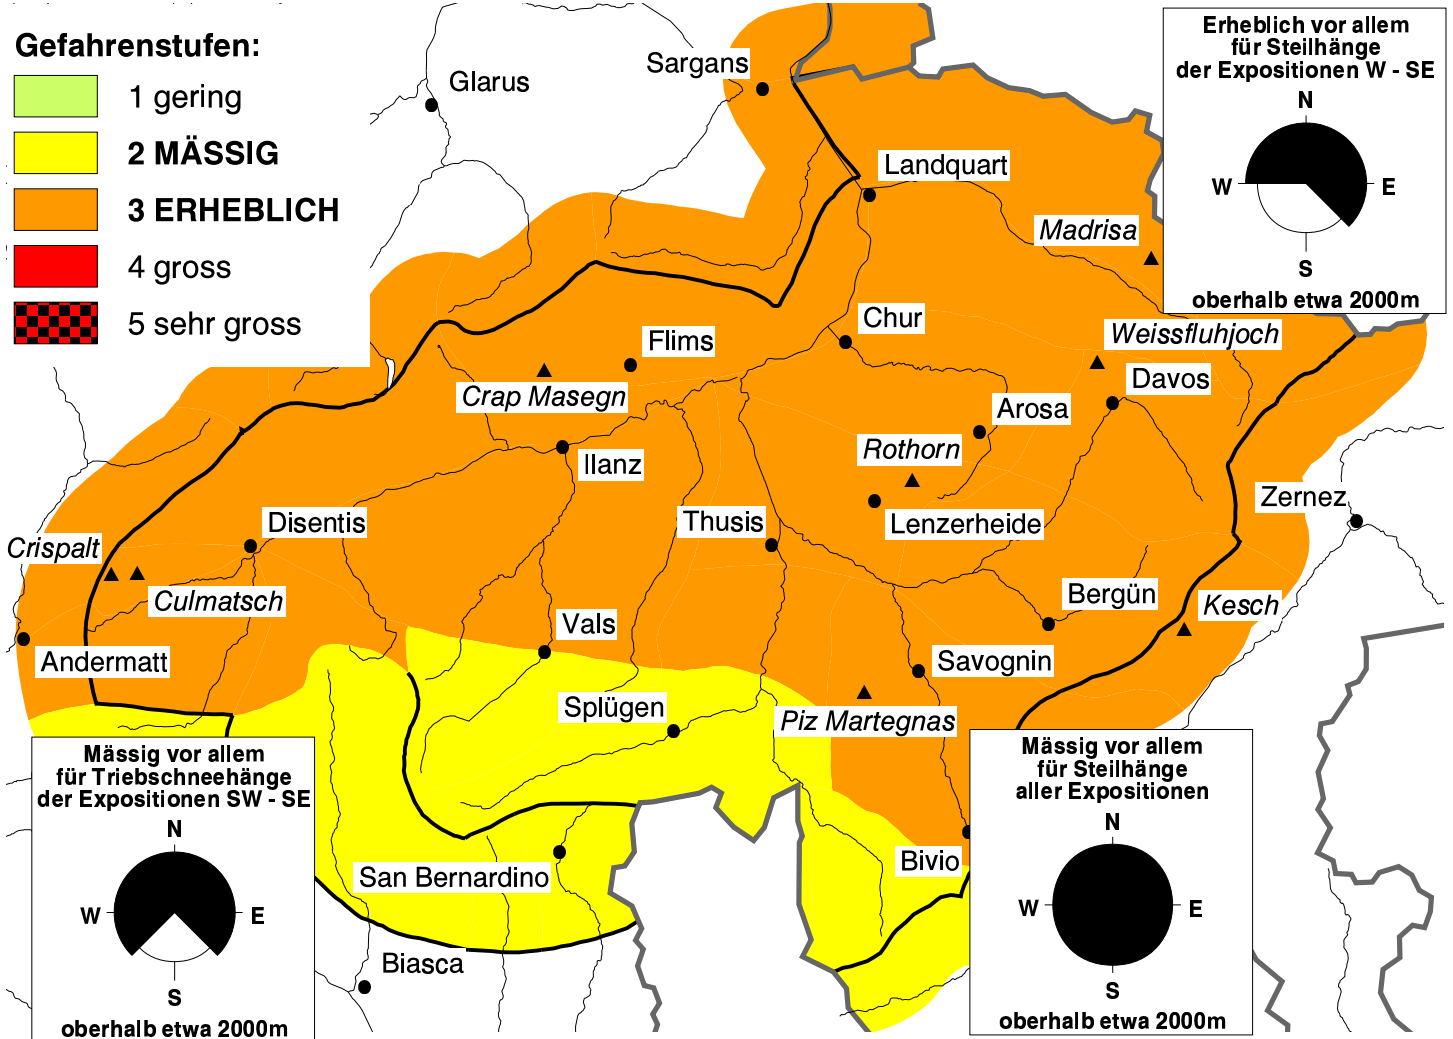 Gefahrenstufen:
1 gering
2 MÄSSIG
3 ERHEBLICH
4 gross
5 sehr gross
Glarus
Sargans
Landquart
Madrisa
Erheblich vor allem
für Steilhänge
der Expositionen W - SE
N
W
E
S
oberhalb etwa 2000m
Chur
Flims
Weissfluhjoch
Davos
Crap Masegn
Arosa
Rothorn
Ilanz
Zernez
Disentis
Thusis
Lenzerheide
Crispalt
Culmatsch
Bergün
Kesch
Vals
Andermatt
Savognin
Splügen
Piz Martegnas
Mässig vor allem
für Triebschneehänge
der Expositionen SW - SE
N
W
E
S
oberhalb etwa 2000m
Mässig vor allem
für Steilhänge
aller Expositionen
N
W
E
S
oberhalb etwa 2000m
Bivio
San Bernardino
Biasca